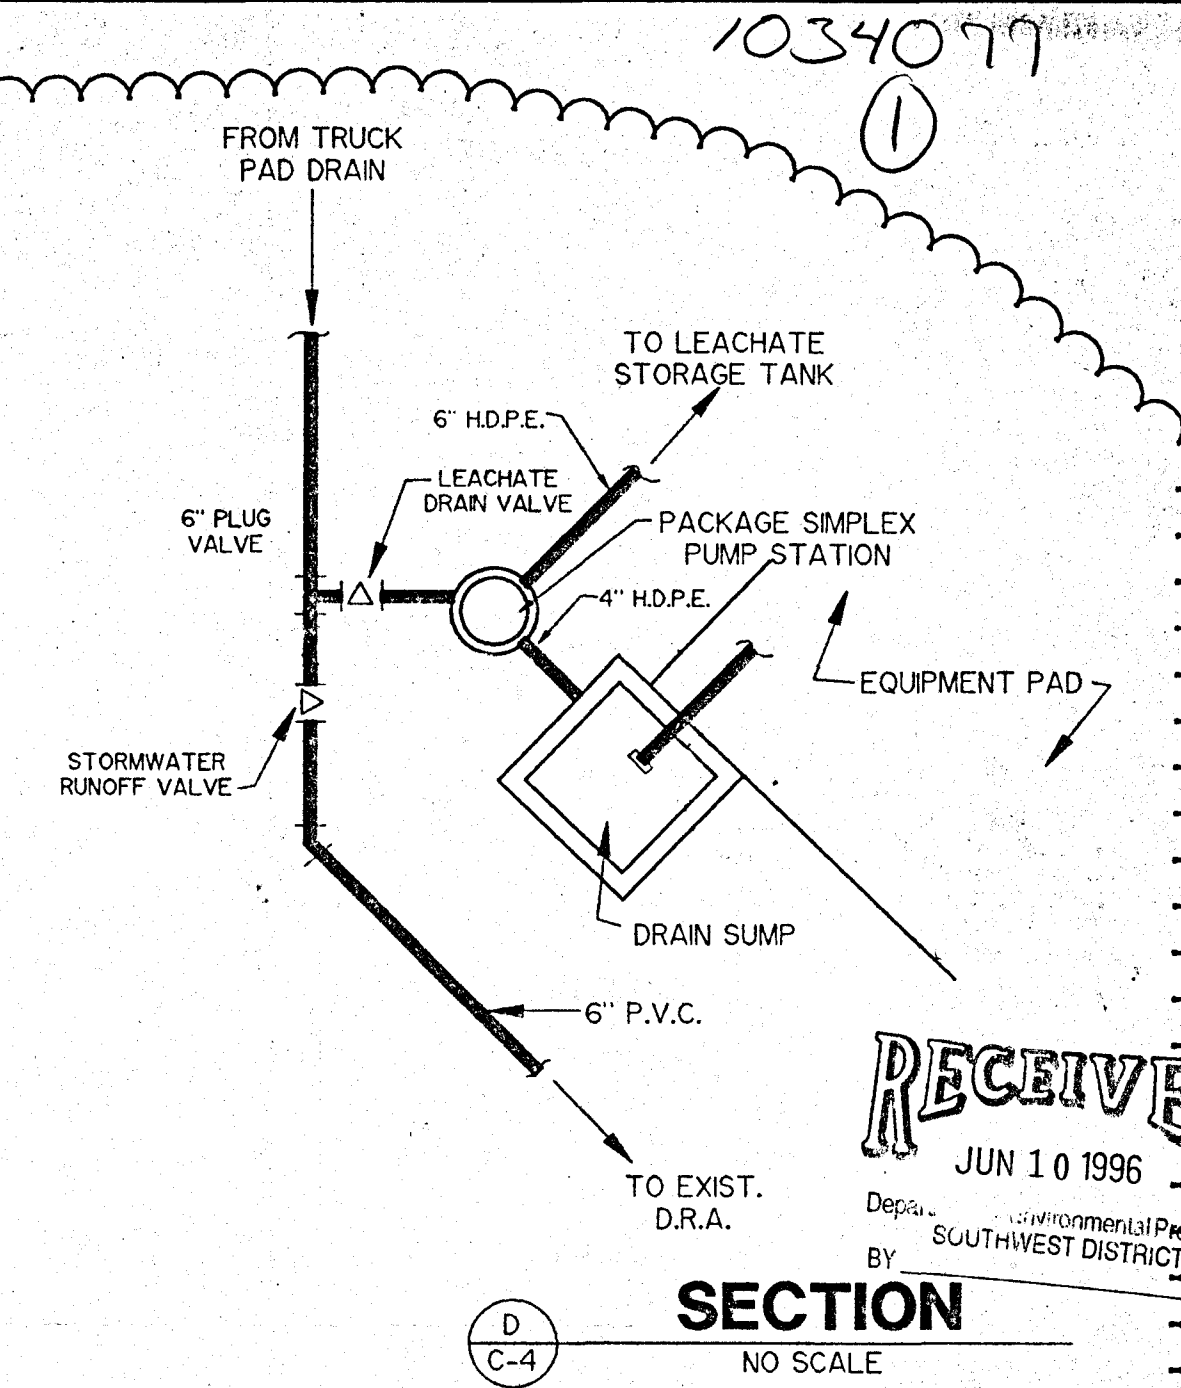 1034077
1
FROM TRUCK
PAD DRAIN
TO LEACHATE
STORAGE TANK
6" H.D.P.E.
LEACHATE
DRAIN VALVE
6" PLUG
VALVE
PACKAGE SIMPLEX
PUMP STATION
4" H.D.P.E.
EQUIPMENT PAD
STORMWATER
RUNOFF VALVE
DRAIN SUMP
6" P.V.C.
TO EXIST.
D.R.A.
RECEIVE
JUN 10 1996
SOUTHWEST DISTRICT
BY
D
C-4
SECTION
NO SCALE